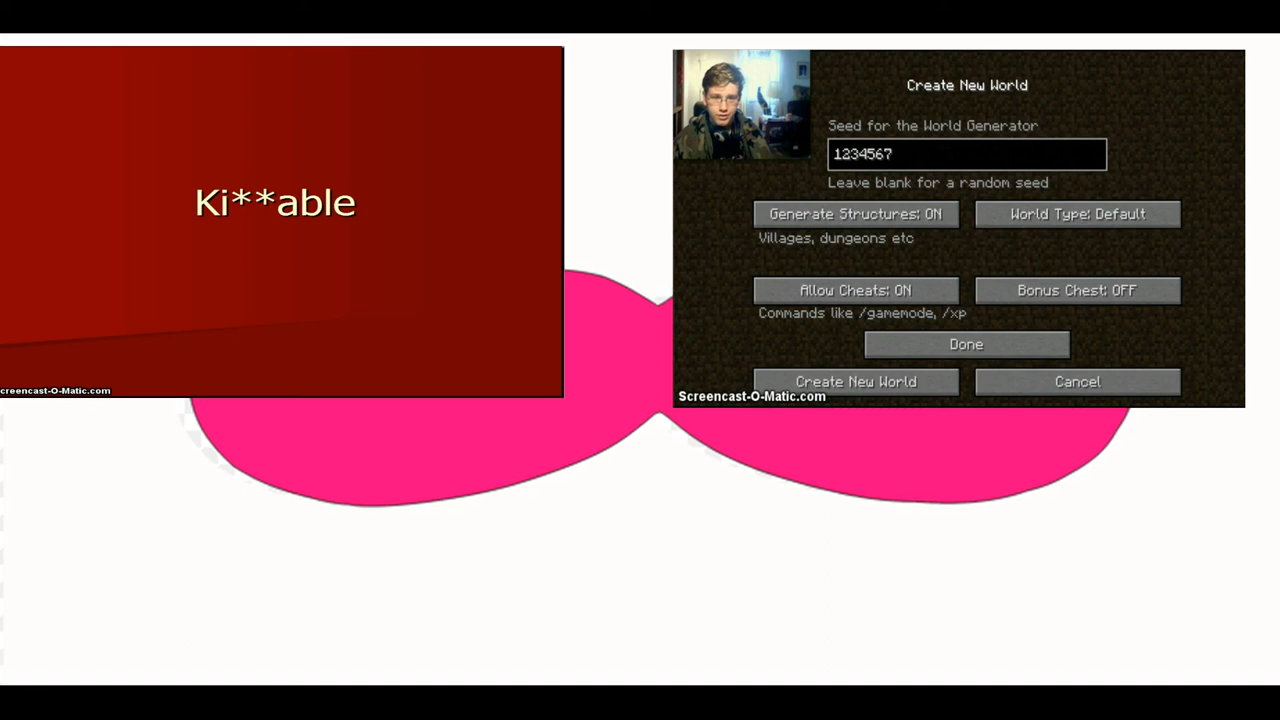 Ki**able
creencast-O-Matic.com
Create New World
Seed for the World Generator
1234567
Leave blank for a random seed
Generate Structures: ON
World Type: Default
Villages, dungeons etc
Allow Cheats: ON
Bonus Chest: OFF
Commands like /gamemode, /xp
Done
Create New World
Cancel
Screencast-O-Matic.com